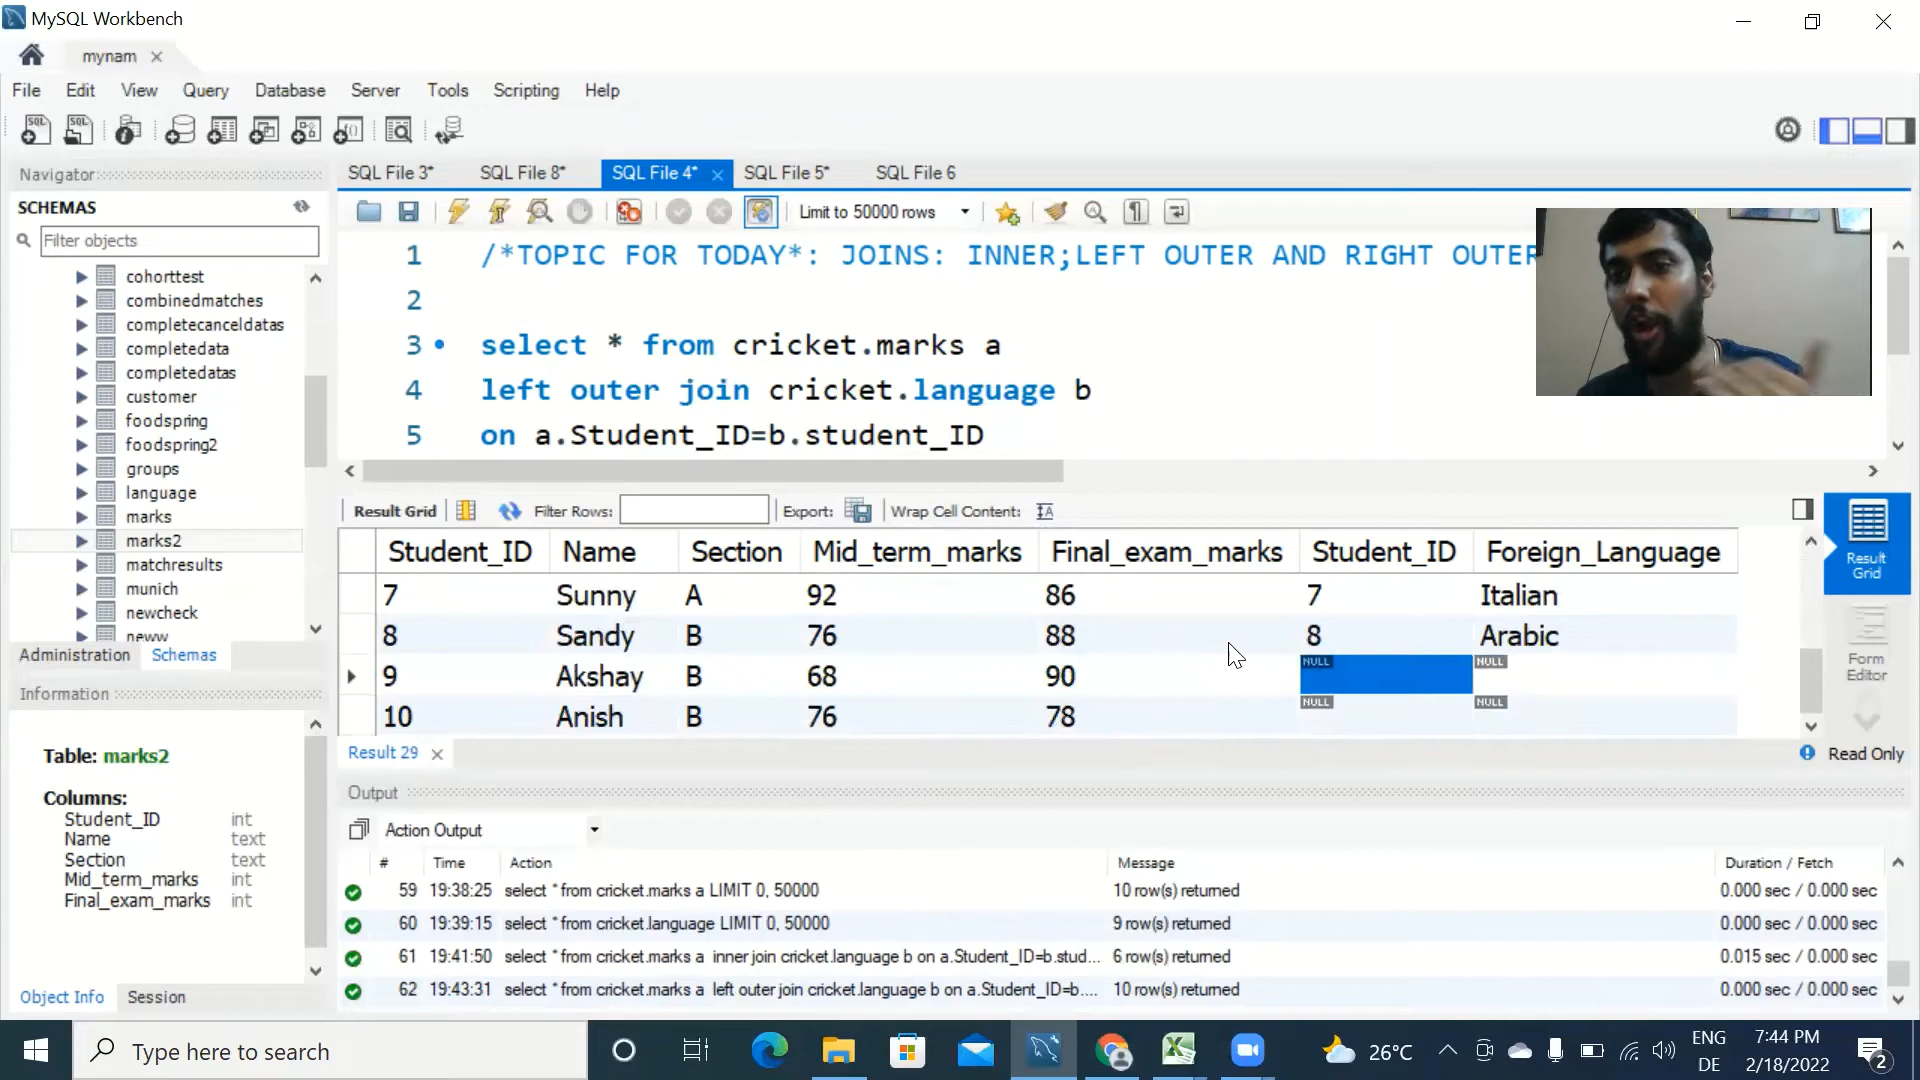 MySQL Workbench
mynam
File Edit View Query Database Server Tools Scripting Help
Navigator
SCHEMAS
Filter objects
cohorttest
combinedmatches
completecanceldatas
completedata
completedatas
customer
foodspring
foodspring2
groups
language
marks
marks2
matchresults
munich
newcheck
neww
Administration Schemas
Information
Table: marks2
Columns:
Student_ID int
Name text
Section text
Mid_term_marks int
Final_exam_marks int
Object Info Session
SQL File 3* SQL File 8* SQL File 4* SQL File 5* SQL File 6
Limit to 50000 rows
1 /*TOPIC FOR TODAY*: JOINS: INNER;LEFT OUTER AND RIGHT OUTER
2
3 select * from cricket.marks a
4 left outer join cricket.language b
5 on a.Student_ID=b.student_ID
Result Grid Filter Rows: Export: Wrap Cell Content:
Student_ID Name Section Mid_term_marks Final_exam_marks Student_ID Foreign_Language
7 Sunny A 92 86 7 Italian
8 Sandy B 76 88 8 Arabic
9 Akshay B 68 90 NULL NULL
10 Anish B 76 78 NULL NULL
Result Grid
Form Editor
Result 29
Read Only
Output
Action Output
# Time Action Message Duration / Fetch
59 19:38:25 select * from cricket.marks a LIMIT 0, 50000 10 row(s) returned 0.000 sec / 0.000 sec
60 19:39:15 select * from cricket.language LIMIT 0, 50000 9 row(s) returned 0.000 sec / 0.000 sec
61 19:41:50 select * from cricket.marks a inner join cricket.language b on a.Student_ID=b.stud... 6 row(s) returned 0.015 sec / 0.000 sec
62 19:43:31 select * from cricket.marks a left outer join cricket.language b on a.Student_ID=b.... 10 row(s) returned 0.000 sec / 0.000 sec
Type here to search
26°C
ENG
DE
7:44 PM
2/18/2022
2